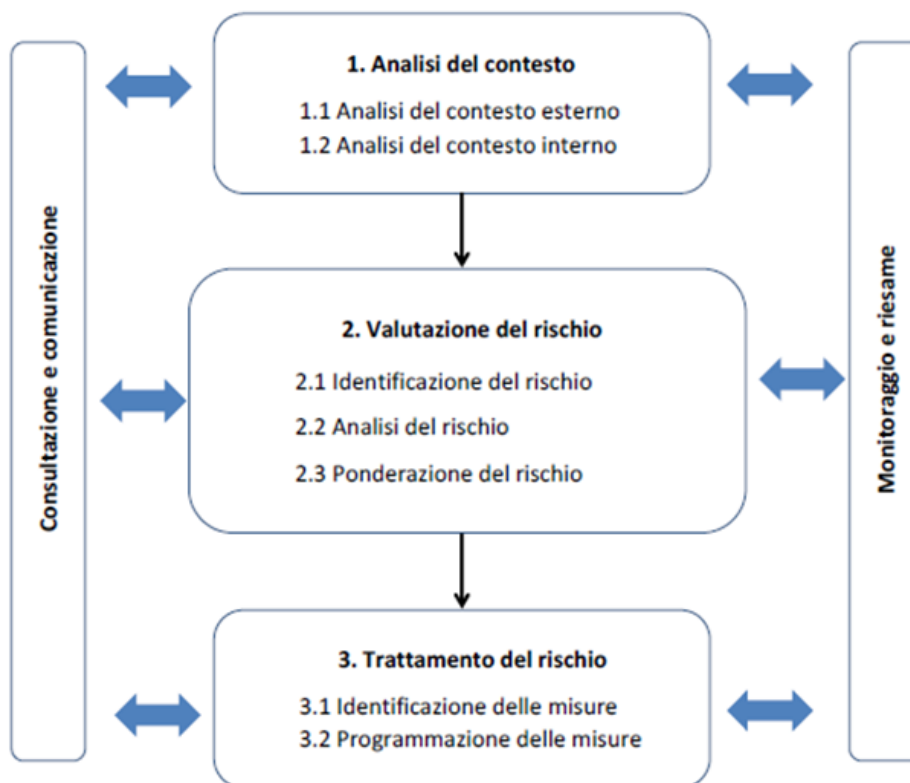 Consultazione e comunicazione
1. Analisi del contesto
1.1 Analisi del contesto esterno
1.2 Analisi del contesto interno
2. Valutazione del rischio
2.1 Identificazione del rischio
2.2 Analisi del rischio
2.3 Ponderazione del rischio
3. Trattamento del rischio
3.1 Identificazione delle misure
3.2 Programmazione delle misure
Monitoraggio e riesame